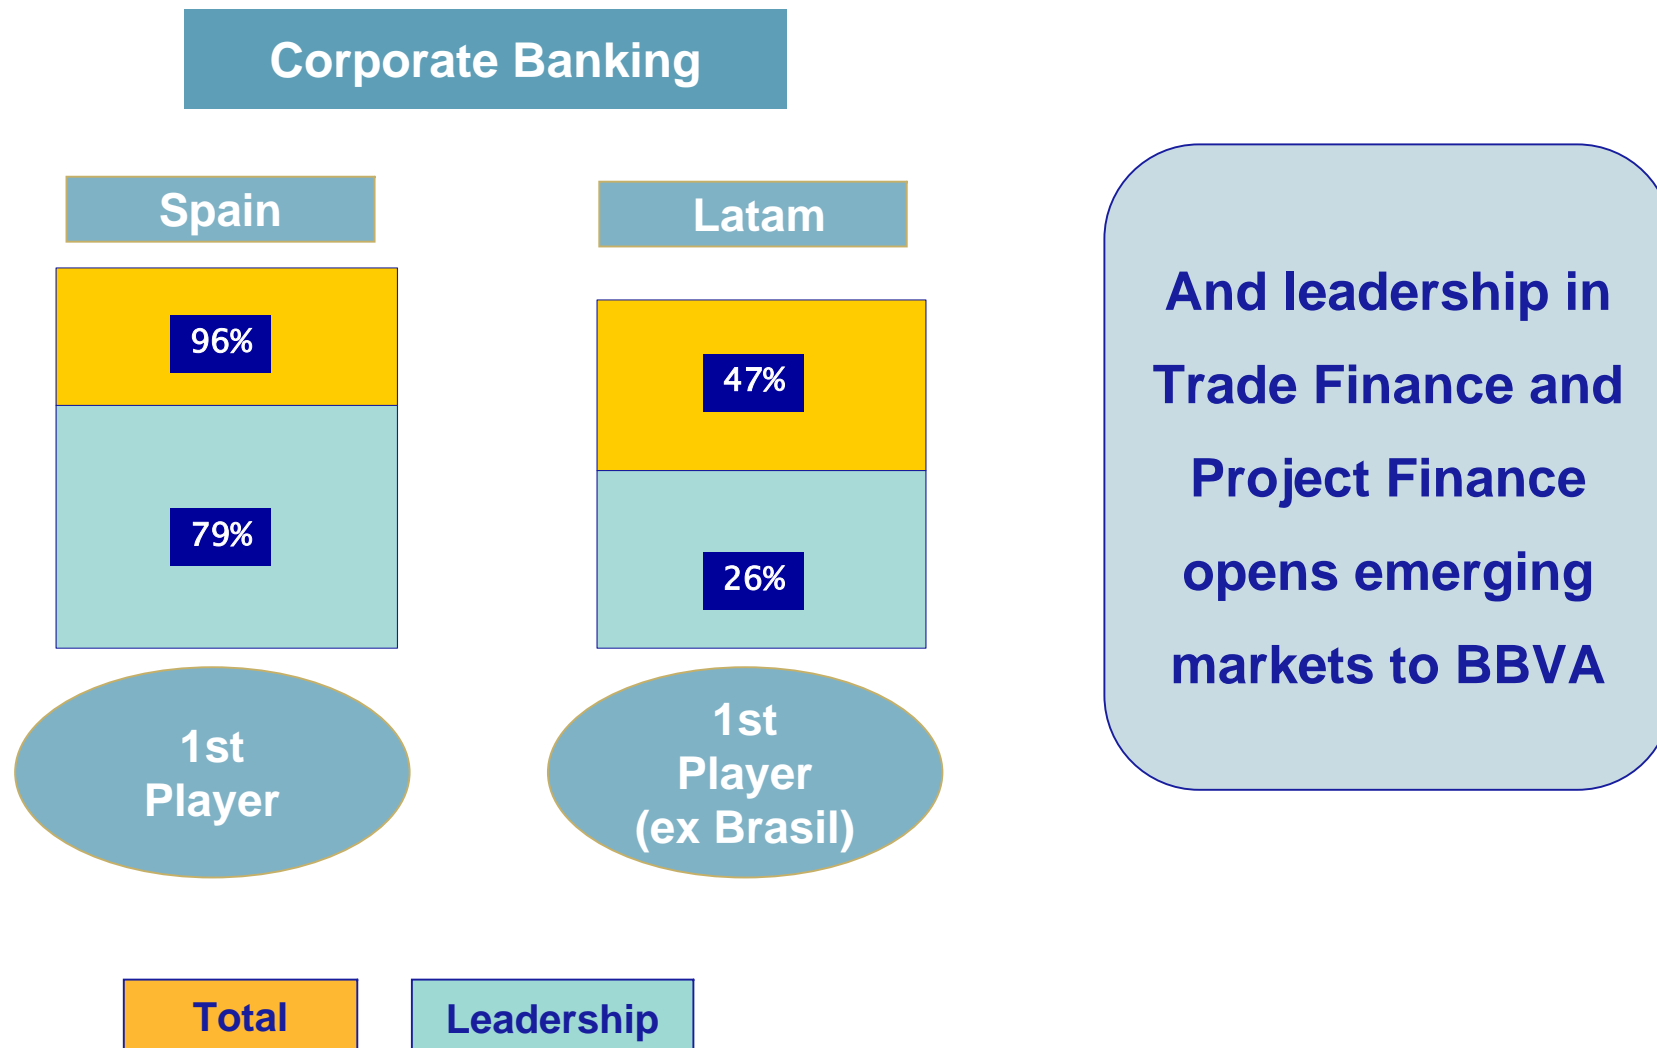 Corporate Banking
Spain
96%
79%
1st
Player
Latam
47%
26%
1st
Player
(ex Brasil)
And leadership in
Trade Finance and
Project Finance
opens emerging
markets to BBVA
Total
Leadership